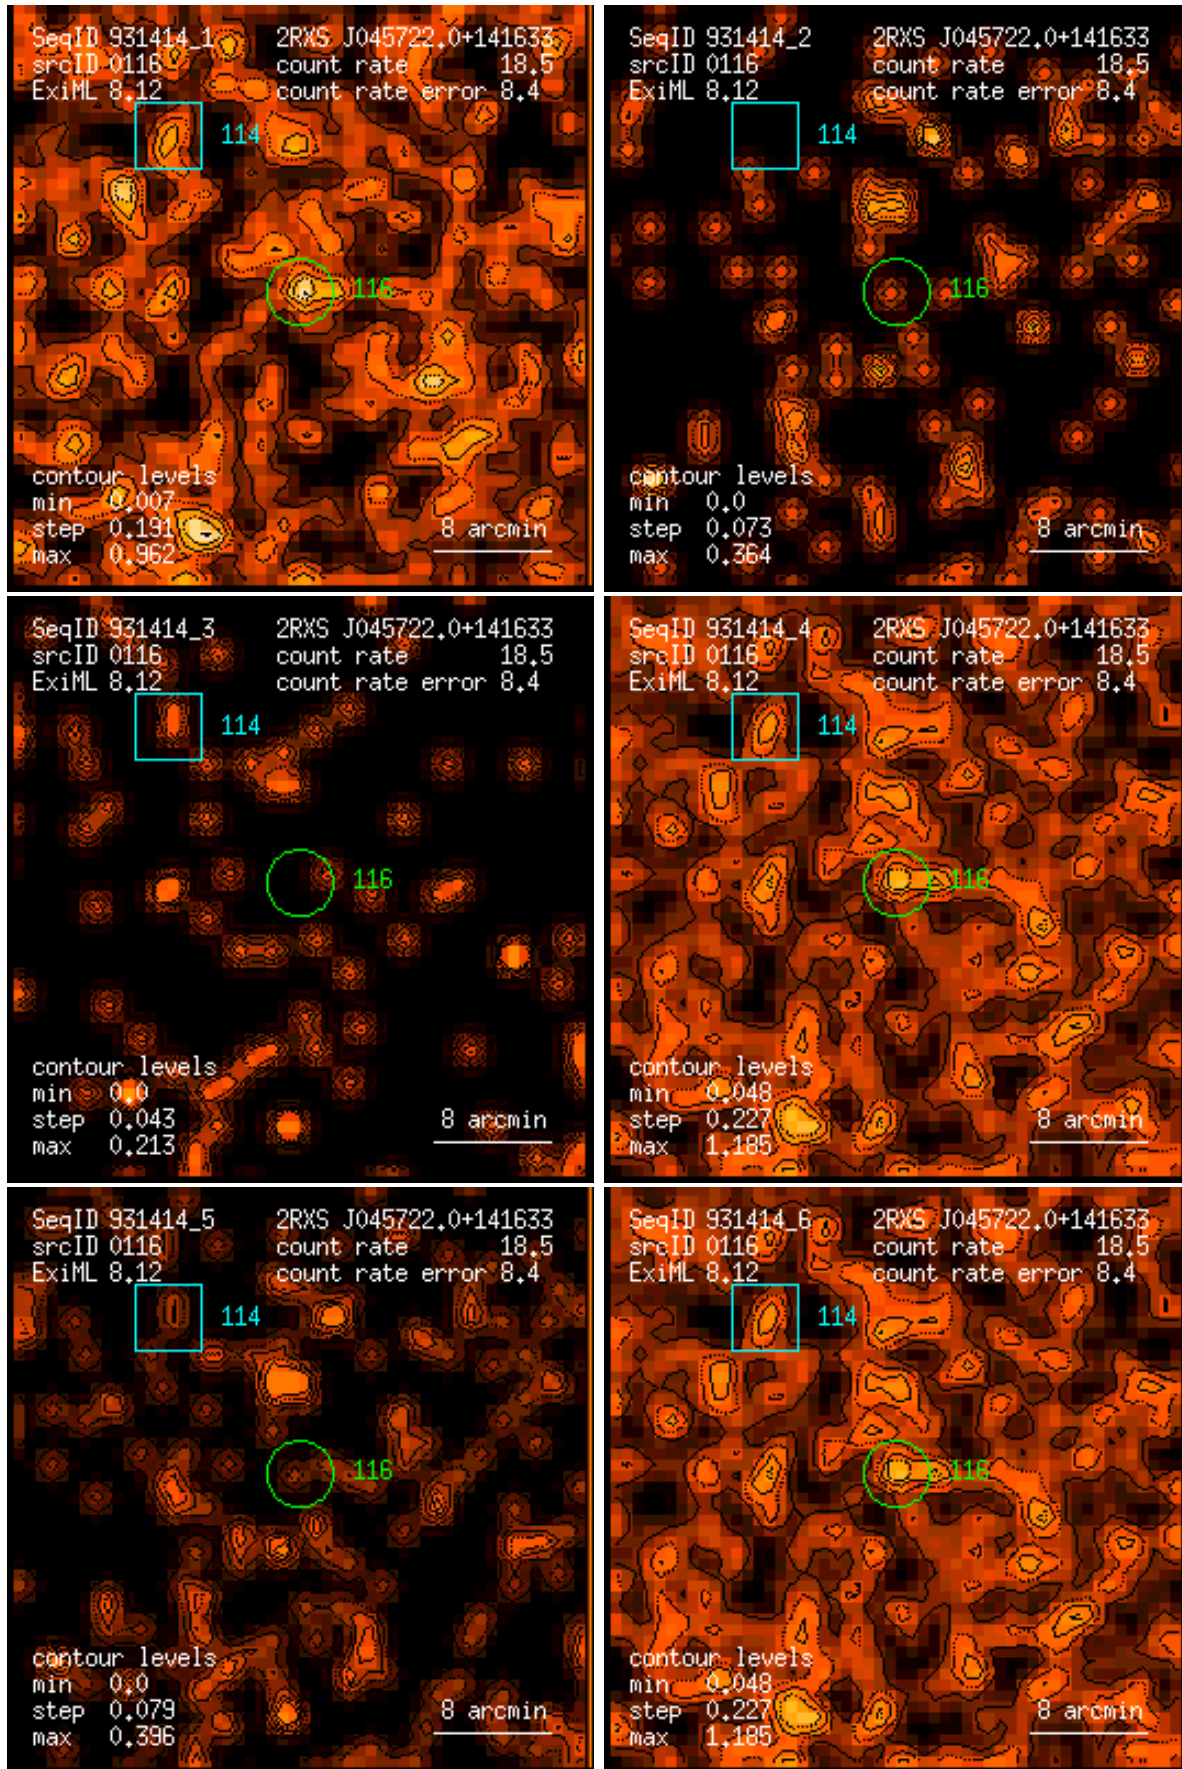 SeqID 931414_1 2RXS J045722.0+141633
srcID 0116 count rate 18.5
ExiML 8.12 count rate error 8.4
114
116
contour levels
min 0.007
step 0.191 8 arcmin
max 0.962
SeqID 931414_2 2RXS J045722.0+141633
srcID 0116 count rate 18.5
ExiML 8.12 count rate error 8.4
114
116
contour levels
min 0.0
step 0.073 8 arcmin
max 0.364
SeqID 931414_3 2RXS J045722.0+141633
srcID 0116 count rate 18.5
ExiML 8.12 count rate error 8.4
114
116
contour levels
min 0.0
step 0.043 8 arcmin
max 0.213
SeqID 931414_4 2RXS J045722.0+141633
srcID 0116 count rate 18.5
ExiML 8.12 count rate error 8.4
114
116
contour levels
min 0.048
step 0.227 8 arcmin
max 1.185
SeqID 931414_5 2RXS J045722.0+141633
srcID 0116 count rate 18.5
ExiML 8.12 count rate error 8.4
114
116
contour levels
min 0.0
step 0.079 8 arcmin
max 0.396
SeqID 931414_6 2RXS J045722.0+141633
srcID 0116 count rate 18.5
ExiML 8.12 count rate error 8.4
114
116
contour levels
min 0.048
step 0.227 8 arcmin
max 1.185